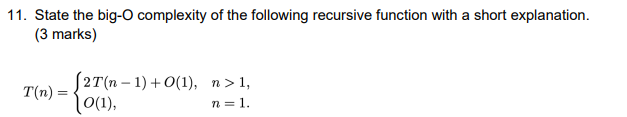 11. State the big-O complexity of the following recursive function with a short explanation.
(3 marks)
T(n) = { 2T(n − 1) + O(1), n > 1,
O(1), n = 1.